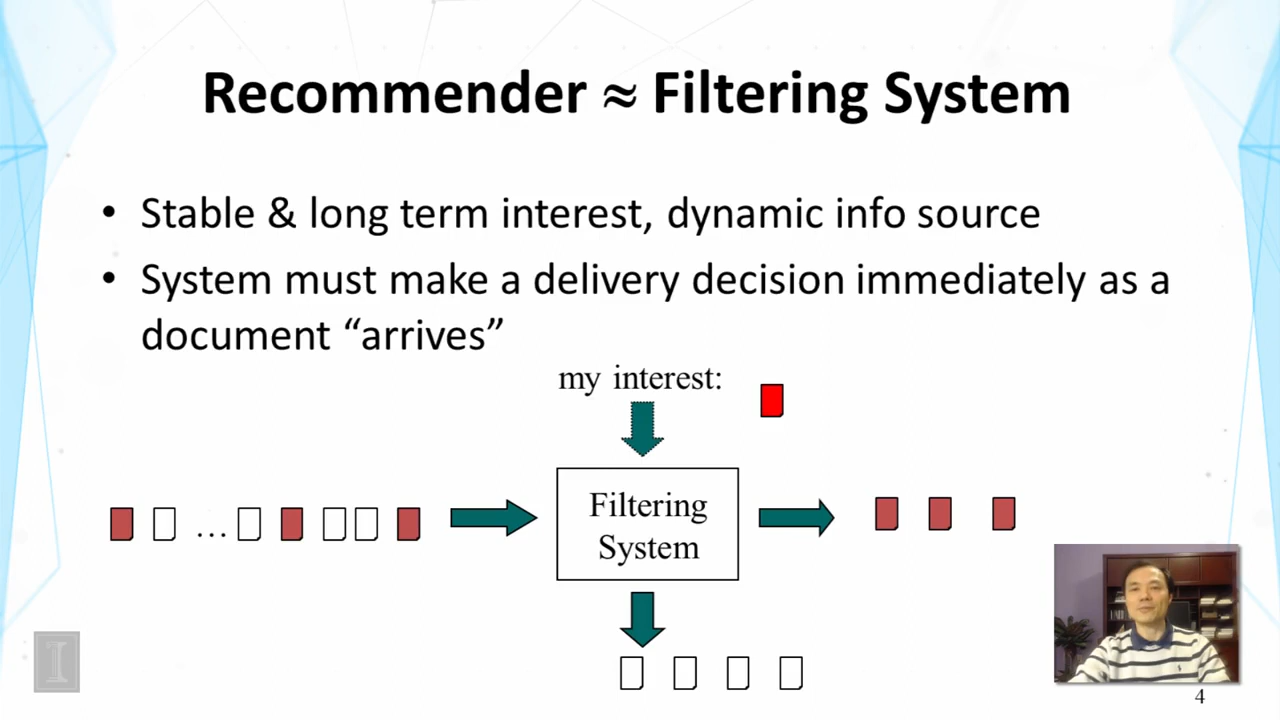 Recommender ≈ Filtering System
• Stable & long term interest, dynamic info source
• System must make a delivery decision immediately as a
document “arrives”
my interest:
...
Filtering
System
I
4